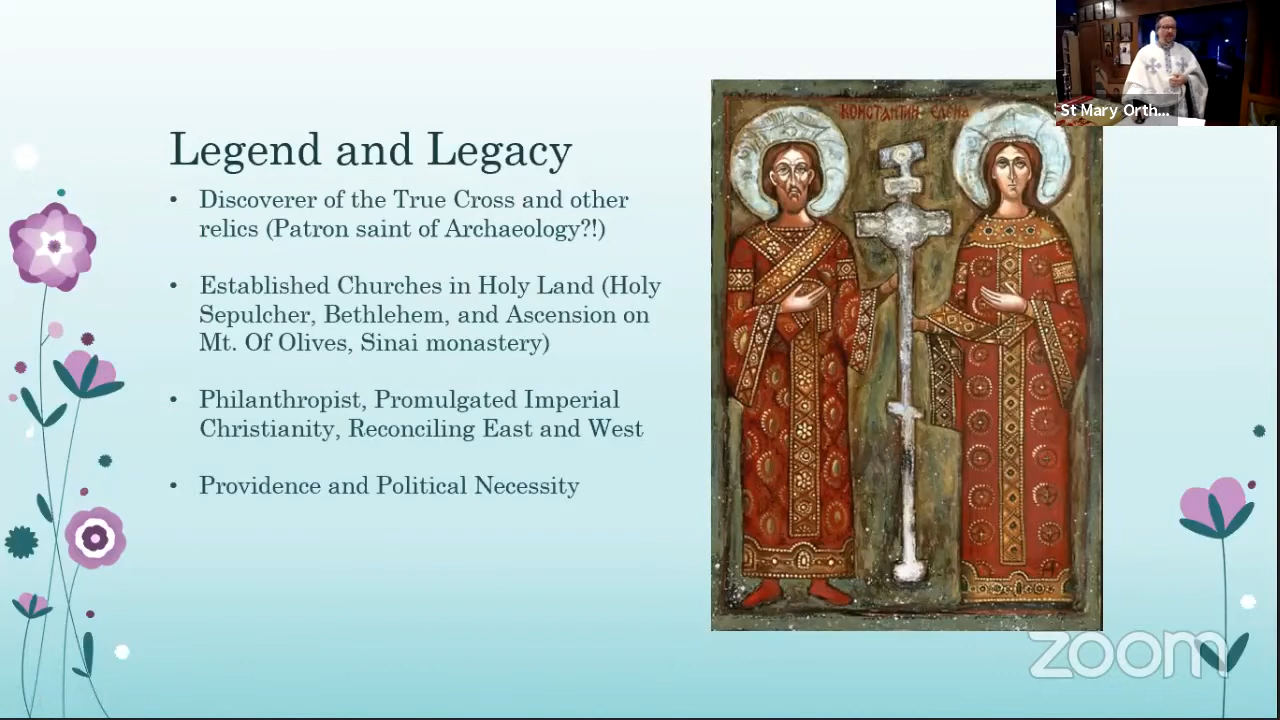 St Mary Orth...
КОНСТАНТИН ЕЛЕНА
Legend and Legacy
• Discoverer of the True Cross and other
relics (Patron saint of Archaeology?!)
• Established Churches in Holy Land (Holy
Sepulcher, Bethlehem, and Ascension on
Mt. Of Olives, Sinai monastery)
• Philanthropist, Promulgated Imperial
Christianity, Reconciling East and West
• Providence and Political Necessity
zoom